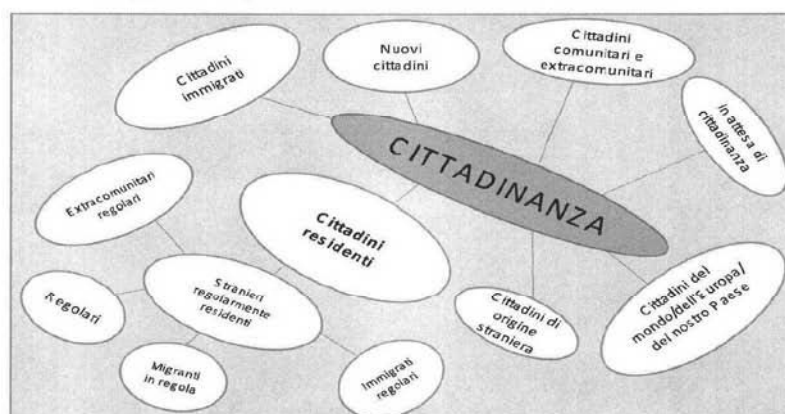 Cittadini
immigrati
Nuovi
cittadini
Cittadini
comunitari e
extracomunitari
in attesa di
cittadinanza
CITTADINANZA
Extracomunitari
regolari
Cittadini
residenti
Stranieri
regolarmente
residenti
Regolari
Migranti
in regola
Immigrati
regolari
Cittadini di
origine
straniera
Cittadini del
mondo/dell'Europa/
del nostro Paese